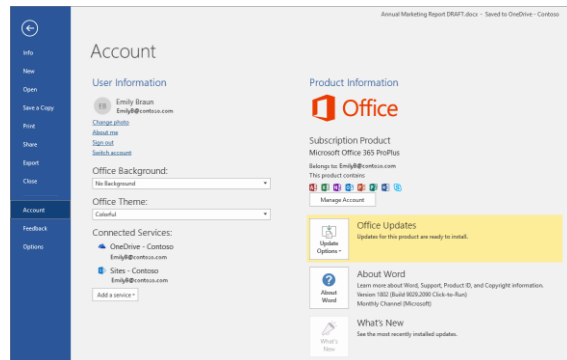 Annual Marketing Report DRAFT.docx - Saved to OneDrive - Contoso
Info
New
Open
Save a Copy
Print
Share
Export
Close
Account
Feedback
Options
Account
User Information
EB
Emily Braun
EmilyB@contoso.com
Change photo
About me
Sign out
Switch account
Office Background:
No Background
Office Theme:
Colorful
Connected Services:
OneDrive - Contoso
EmilyB@contoso.com
Sites - Contoso
EmilyB@contoso.com
Add a service
Product Information
Office
Subscription Product
Microsoft Office 365 ProPlus
Belongs to: EmilyB@contoso.com
This product contains
Manage Account
Update
Options
Office Updates
Updates for this product are ready to install.
About
Word
About Word
Learn more about Word, Support, Product ID, and Copyright information.
Version 1802 (Build 9029.2090 Click-to-Run)
Monthly Channel (Microsoft)
What's
New
What's New
See the most recently installed updates.